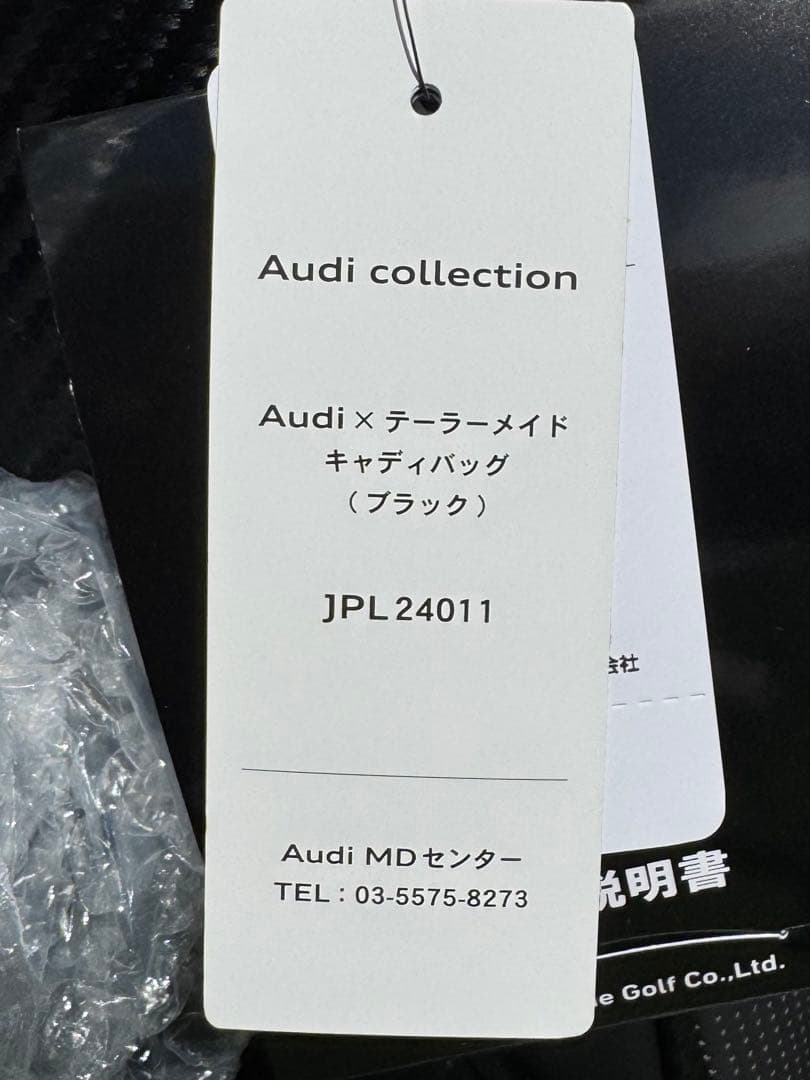 Audi collection
Audi × テーラーメイド
キャディバッグ
（ブラック）
JPL24011
Audi MDセンター
TEL：03-5575-8273
会社
説明書
Golf Co.,Ltd.